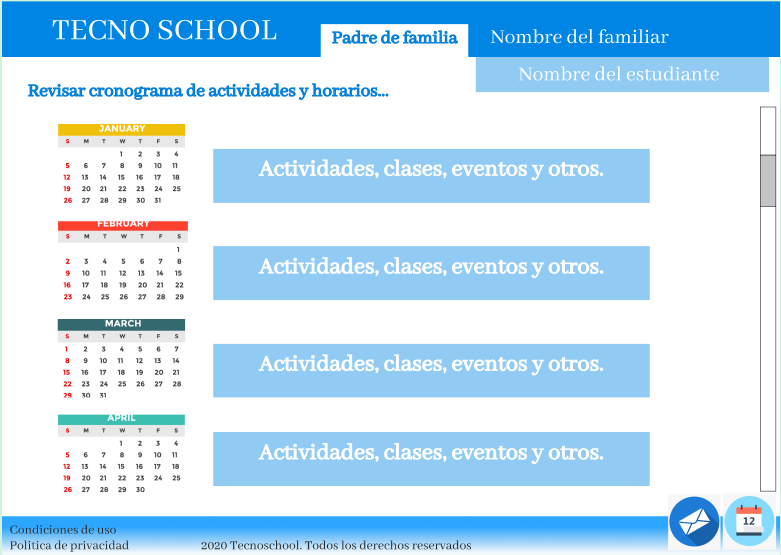 TECNO SCHOOL
Padre de familia
Nombre del familiar
Nombre del estudiante
Revisar cronograma de actividades y horarios...
JANUARY
S M T W T F S
1 2 3 4
5 6 7 8 9 10 11
12 13 14 15 16 17 18
19 20 21 22 23 24 25
26 27 28 29 30 31
Actividades, clases, eventos y otros.
FEBRUARY
S M T W T F S
1
2 3 4 5 6 7 8
9 10 11 12 13 14 15
16 17 18 19 20 21 22
23 24 25 26 27 28 29
Actividades, clases, eventos y otros.
MARCH
S M T W T F S
1 2 3 4 5 6 7
8 9 10 11 12 13 14
15 16 17 18 19 20 21
22 23 24 25 26 27 28
29 30 31
Actividades, clases, eventos y otros.
APRIL
S M T W T F S
1 2 3 4
5 6 7 8 9 10 11
12 13 14 15 16 17 18
19 20 21 22 23 24 25
26 27 28 29 30
Actividades, clases, eventos y otros.
12
Condiciones de uso
Politica de privacidad
2020 Tecnoschool. Todos los derechos reservados